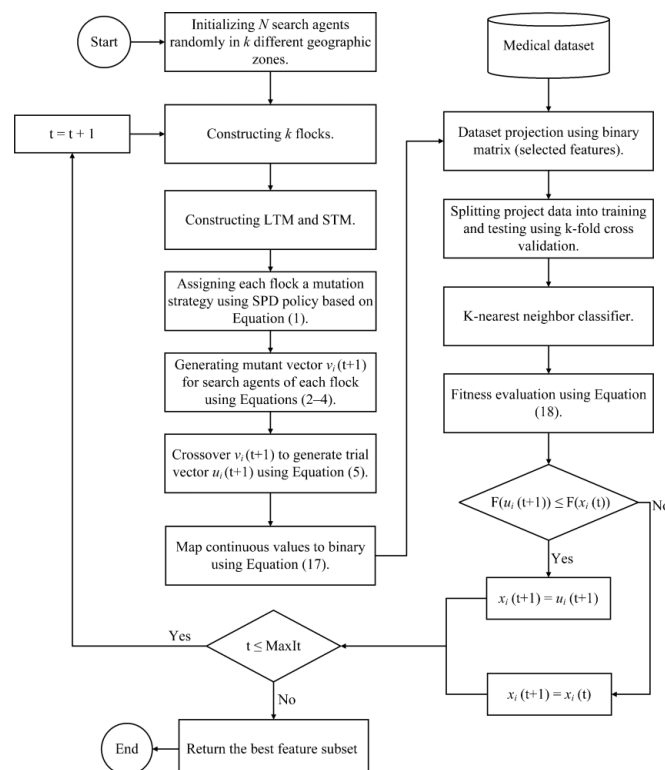 Start
Initializing N search agents
randomly in k different geographic
zones.
t = t + 1
Constructing k flocks.
Constructing LTM and STM.
Assigning each flock a mutation
strategy using SPD policy based on
Equation (1).
Generating mutant vector vᵢ (t+1)
for search agents of each flock
using Equations (2–4).
Crossover vᵢ (t+1) to generate trial
vector uᵢ (t+1) using Equation (5).
Map continuous values to binary
using Equation (17).
Medical dataset
Dataset projection using binary
matrix (selected features).
Splitting project data into training
and testing using k-fold cross
validation.
K-nearest neighbor classifier.
Fitness evaluation using Equation
(18).
F(uᵢ (t+1)) ≤ F(xᵢ (t))
No
Yes
xᵢ (t+1) = uᵢ (t+1)
xᵢ (t+1) = xᵢ (t)
t ≤ MaxIt
Yes
No
Return the best feature subset
End